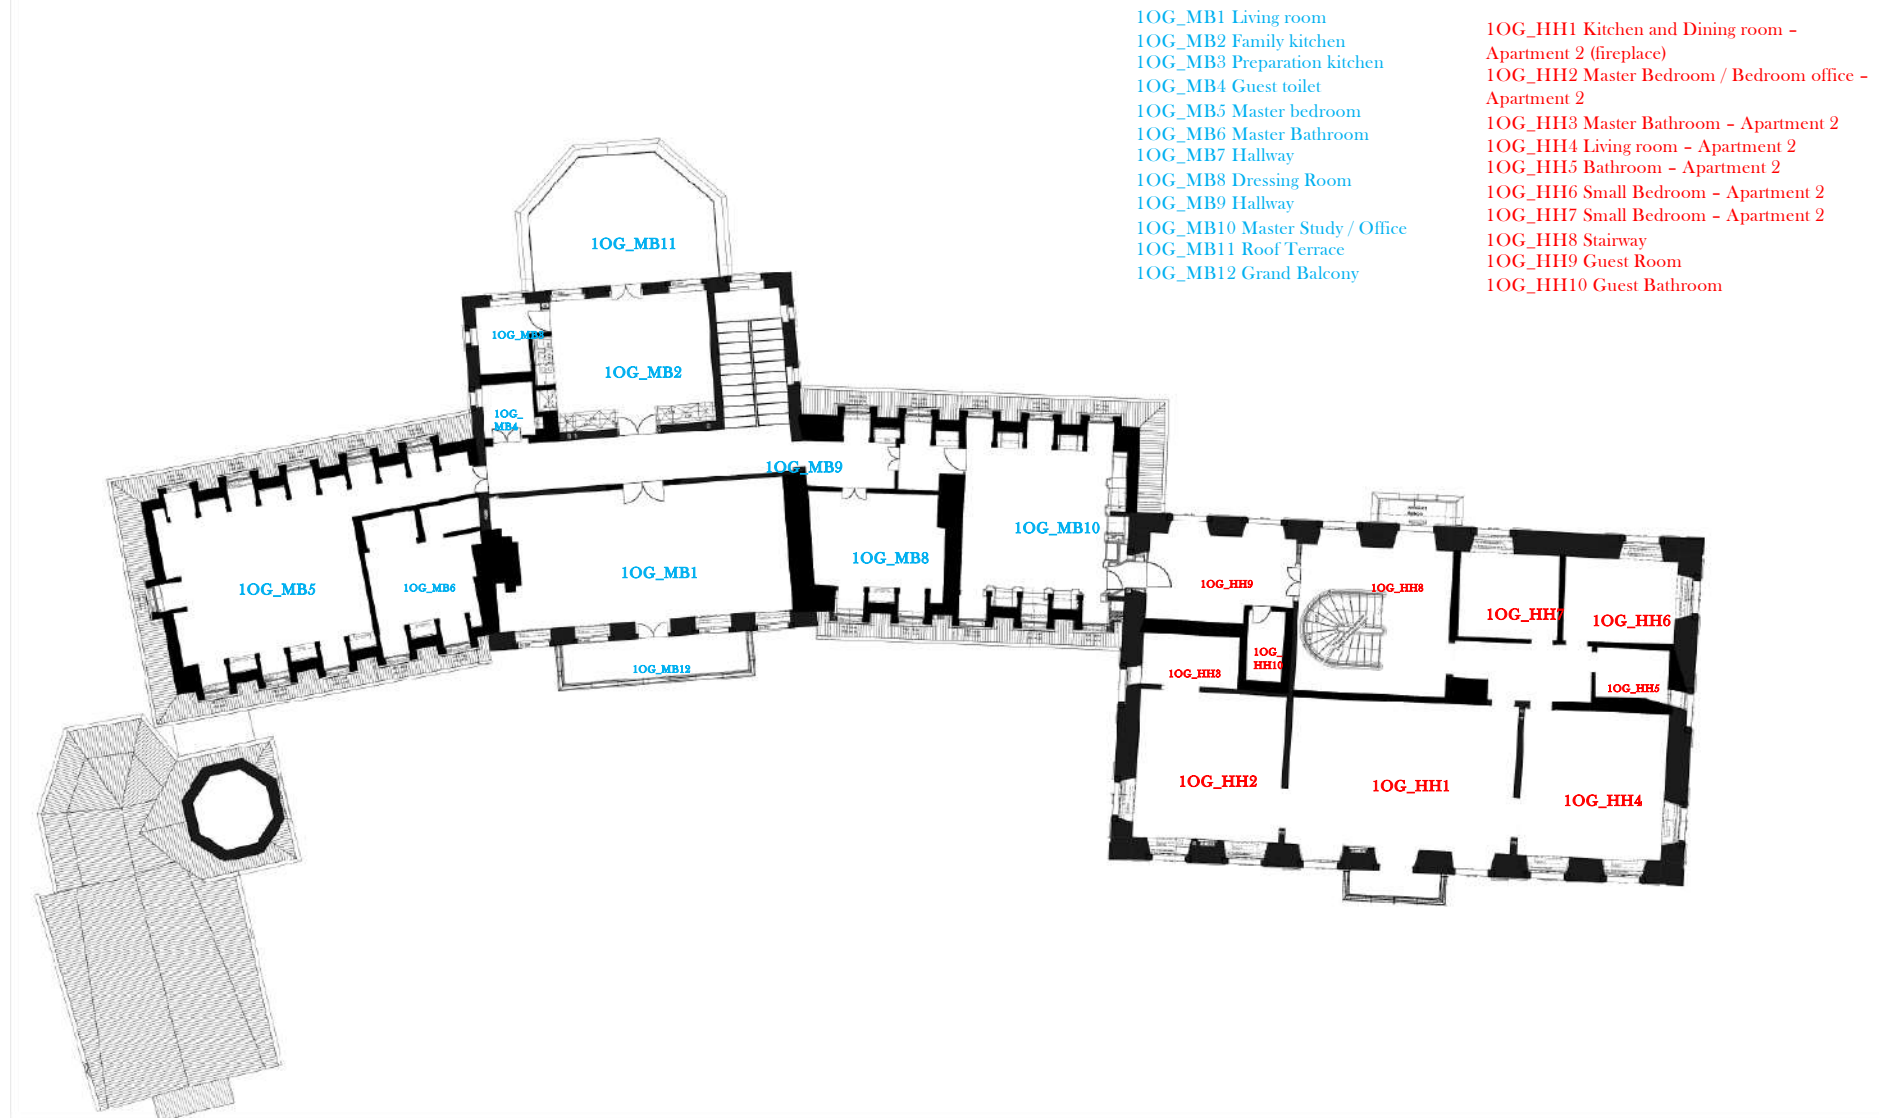 1OG_MB1 Living room
1OG_MB2 Family kitchen
1OG_MB3 Preparation kitchen
1OG_MB4 Guest toilet
1OG_MB5 Master bedroom
1OG_MB6 Master Bathroom
1OG_MB7 Hallway
1OG_MB8 Dressing Room
1OG_MB9 Hallway
1OG_MB10 Master Study / Office
1OG_MB11 Roof Terrace
1OG_MB12 Grand Balcony
1OG_HH1 Kitchen and Dining room –
Apartment 2 (fireplace)
1OG_HH2 Master Bedroom / Bedroom office –
Apartment 2
1OG_HH3 Master Bathroom – Apartment 2
1OG_HH4 Living room – Apartment 2
1OG_HH5 Bathroom – Apartment 2
1OG_HH6 Small Bedroom – Apartment 2
1OG_HH7 Small Bedroom – Apartment 2
1OG_HH8 Stairway
1OG_HH9 Guest Room
1OG_HH10 Guest Bathroom
1OG_MB11
1OG_MB3
1OG_MB2
1OG_
MB4
1OG_MB9
1OG_MB10
1OG_MB8
1OG_MB1
1OG_MB5
1OG_MB6
1OG_MB12
1OG_HH9
1OG_HH8
1OG_HH7
1OG_HH6
1OG_
HH10
1OG_HH3
1OG_HH5
1OG_HH2
1OG_HH1
1OG_HH4